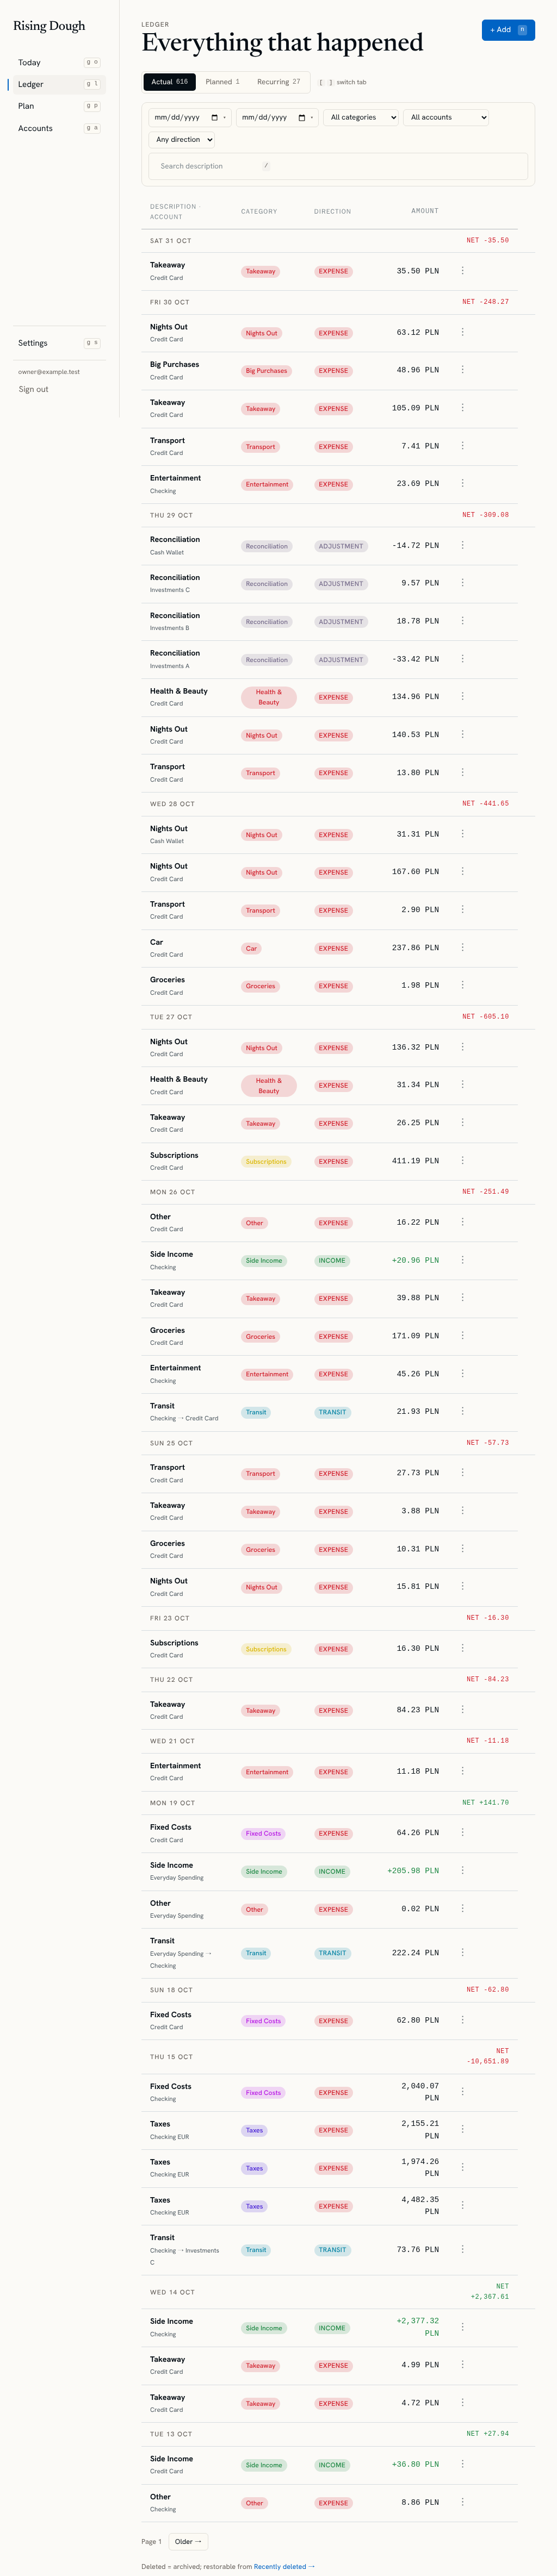 Rising Dough
Today g o
Ledger g l
Plan g p
Accounts g a
Settings g s
owner@example.test
Sign out
LEDGER
Everything that happened
+ Add n
Actual 616 Planned 1 Recurring 27 [ ] switch tab
mm/dd/yyyy mm/dd/yyyy All categories All accounts
Any direction
Search description /
DESCRIPTION ·
ACCOUNT
CATEGORY DIRECTION AMOUNT
SAT 31 OCT NET -35.50
Takeaway
Credit Card
Takeaway EXPENSE 35.50 PLN
FRI 30 OCT NET -248.27
Nights Out
Credit Card
Nights Out EXPENSE 63.12 PLN
Big Purchases
Credit Card
Big Purchases EXPENSE 48.96 PLN
Takeaway
Credit Card
Takeaway EXPENSE 105.09 PLN
Transport
Credit Card
Transport EXPENSE 7.41 PLN
Entertainment
Checking
Entertainment EXPENSE 23.69 PLN
THU 29 OCT NET -309.08
Reconciliation
Cash Wallet
Reconciliation ADJUSTMENT -14.72 PLN
Reconciliation
Investments C
Reconciliation ADJUSTMENT 9.57 PLN
Reconciliation
Investments B
Reconciliation ADJUSTMENT 18.78 PLN
Reconciliation
Investments A
Reconciliation ADJUSTMENT -33.42 PLN
Health & Beauty
Credit Card
Health &
Beauty
EXPENSE 134.96 PLN
Nights Out
Credit Card
Nights Out EXPENSE 140.53 PLN
Transport
Credit Card
Transport EXPENSE 13.80 PLN
WED 28 OCT NET -441.65
Nights Out
Cash Wallet
Nights Out EXPENSE 31.31 PLN
Nights Out
Credit Card
Nights Out EXPENSE 167.60 PLN
Transport
Credit Card
Transport EXPENSE 2.90 PLN
Car
Credit Card
Car EXPENSE 237.86 PLN
Groceries
Credit Card
Groceries EXPENSE 1.98 PLN
TUE 27 OCT NET -605.10
Nights Out
Credit Card
Nights Out EXPENSE 136.32 PLN
Health & Beauty
Credit Card
Health &
Beauty
EXPENSE 31.34 PLN
Takeaway
Credit Card
Takeaway EXPENSE 26.25 PLN
Subscriptions
Credit Card
Subscriptions EXPENSE 411.19 PLN
MON 26 OCT NET -251.49
Other
Credit Card
Other EXPENSE 16.22 PLN
Side Income
Checking
Side Income INCOME +20.96 PLN
Takeaway
Credit Card
Takeaway EXPENSE 39.88 PLN
Groceries
Credit Card
Groceries EXPENSE 171.09 PLN
Entertainment
Checking
Entertainment EXPENSE 45.26 PLN
Transit
Checking → Credit Card
Transit TRANSIT 21.93 PLN
SUN 25 OCT NET -57.73
Transport
Credit Card
Transport EXPENSE 27.73 PLN
Takeaway
Credit Card
Takeaway EXPENSE 3.88 PLN
Groceries
Credit Card
Groceries EXPENSE 10.31 PLN
Nights Out
Credit Card
Nights Out EXPENSE 15.81 PLN
FRI 23 OCT NET -16.30
Subscriptions
Credit Card
Subscriptions EXPENSE 16.30 PLN
THU 22 OCT NET -84.23
Takeaway
Credit Card
Takeaway EXPENSE 84.23 PLN
WED 21 OCT NET -11.18
Entertainment
Credit Card
Entertainment EXPENSE 11.18 PLN
MON 19 OCT NET +141.70
Fixed Costs
Credit Card
Fixed Costs EXPENSE 64.26 PLN
Side Income
Everyday Spending
Side Income INCOME +205.98 PLN
Other
Everyday Spending
Other EXPENSE 0.02 PLN
Transit
Everyday Spending →
Checking
Transit TRANSIT 222.24 PLN
SUN 18 OCT NET -62.80
Fixed Costs
Credit Card
Fixed Costs EXPENSE 62.80 PLN
THU 15 OCT NET
-10,651.89
Fixed Costs
Checking
Fixed Costs EXPENSE 2,040.07
PLN
Taxes
Checking EUR
Taxes EXPENSE 2,155.21
PLN
Taxes
Checking EUR
Taxes EXPENSE 1,974.26
PLN
Taxes
Checking EUR
Taxes EXPENSE 4,482.35
PLN
Transit
Checking → Investments
C
Transit TRANSIT 73.76 PLN
WED 14 OCT NET
+2,367.61
Side Income
Checking
Side Income INCOME +2,377.32
PLN
Takeaway
Credit Card
Takeaway EXPENSE 4.99 PLN
Takeaway
Credit Card
Takeaway EXPENSE 4.72 PLN
TUE 13 OCT NET +27.94
Side Income
Credit Card
Side Income INCOME +36.80 PLN
Other
Checking
Other EXPENSE 8.86 PLN
Page 1 Older →
Deleted = archived; restorable from Recently deleted →